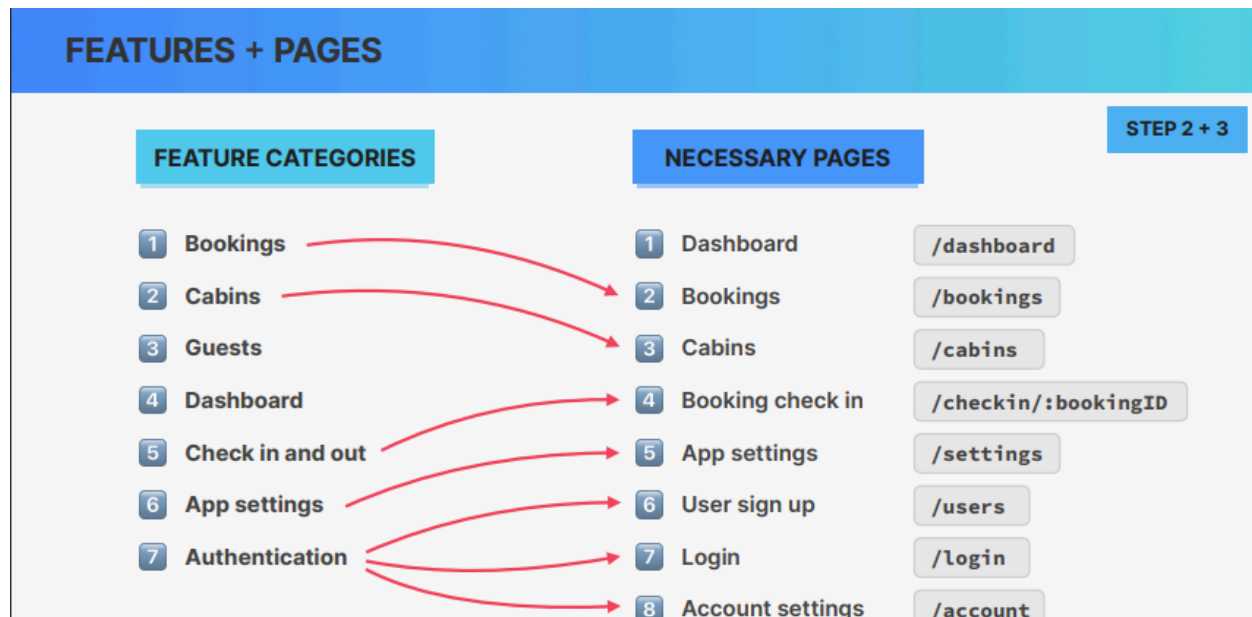 FEATURES + PAGES
STEP 2 + 3
FEATURE CATEGORIES
1 Bookings
2 Cabins
3 Guests
4 Dashboard
5 Check in and out
6 App settings
7 Authentication
NECESSARY PAGES
1 Dashboard /dashboard
2 Bookings /bookings
3 Cabins /cabins
4 Booking check in /checkin/:bookingID
5 App settings /settings
6 User sign up /users
7 Login /login
8 Account settings /account